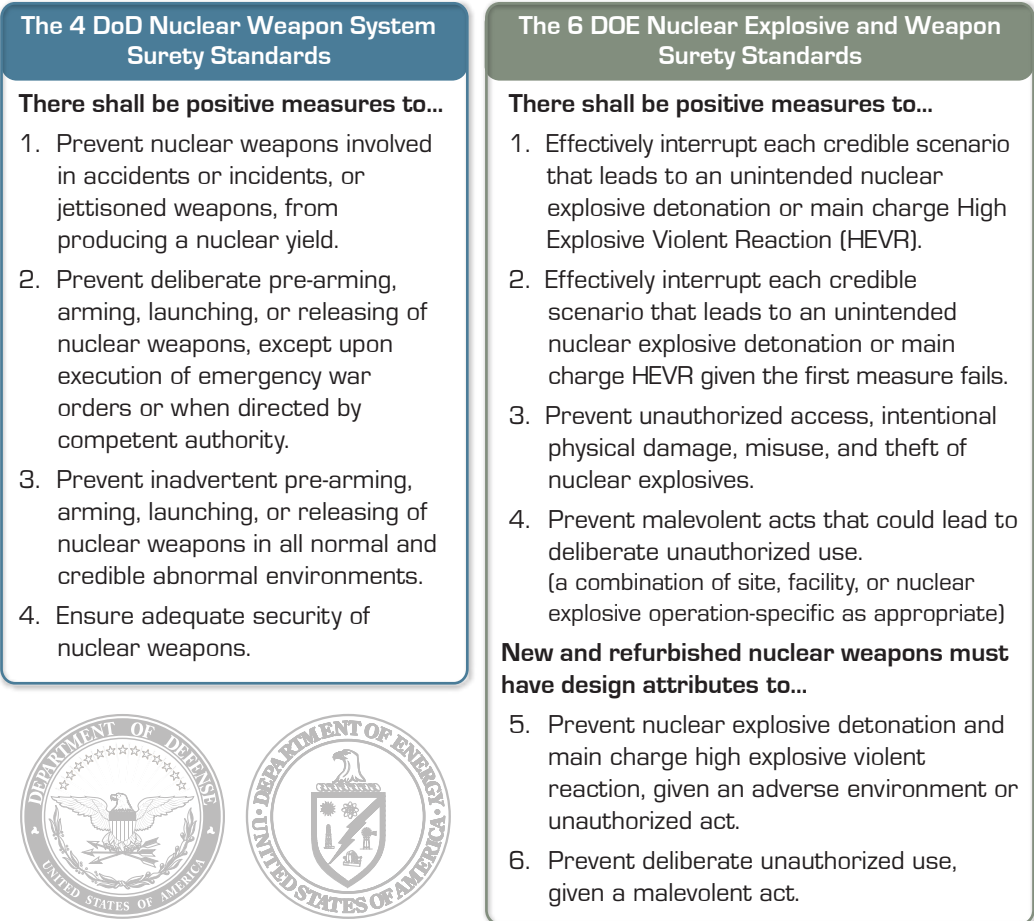 The 4 DoD Nuclear Weapon System
Surety Standards
There shall be positive measures to...
1. Prevent nuclear weapons involved
in accidents or incidents, or
jettisoned weapons, from
producing a nuclear yield.
2. Prevent deliberate pre-arming,
arming, launching, or releasing of
nuclear weapons, except upon
execution of emergency war
orders or when directed by
competent authority.
3. Prevent inadvertent pre-arming,
arming, launching, or releasing of
nuclear weapons in all normal and
credible abnormal environments.
4. Ensure adequate security of
nuclear weapons.
DEPARTMENT OF DEFENSE
UNITED STATES OF AMERICA
DEPARTMENT OF ENERGY
UNITED STATES OF AMERICA
The 6 DOE Nuclear Explosive and Weapon
Surety Standards
There shall be positive measures to...
1. Effectively interrupt each credible scenario
that leads to an unintended nuclear
explosive detonation or main charge High
Explosive Violent Reaction (HEVR).
2. Effectively interrupt each credible
scenario that leads to an unintended
nuclear explosive detonation or main
charge HEVR given the first measure fails.
3. Prevent unauthorized access, intentional
physical damage, misuse, and theft of
nuclear explosives.
4. Prevent malevolent acts that could lead to
deliberate unauthorized use.
(a combination of site, facility, or nuclear
explosive operation-specific as appropriate)
New and refurbished nuclear weapons must
have design attributes to...
5. Prevent nuclear explosive detonation and
main charge high explosive violent
reaction, given an adverse environment or
unauthorized act.
6. Prevent deliberate unauthorized use,
given a malevolent act.